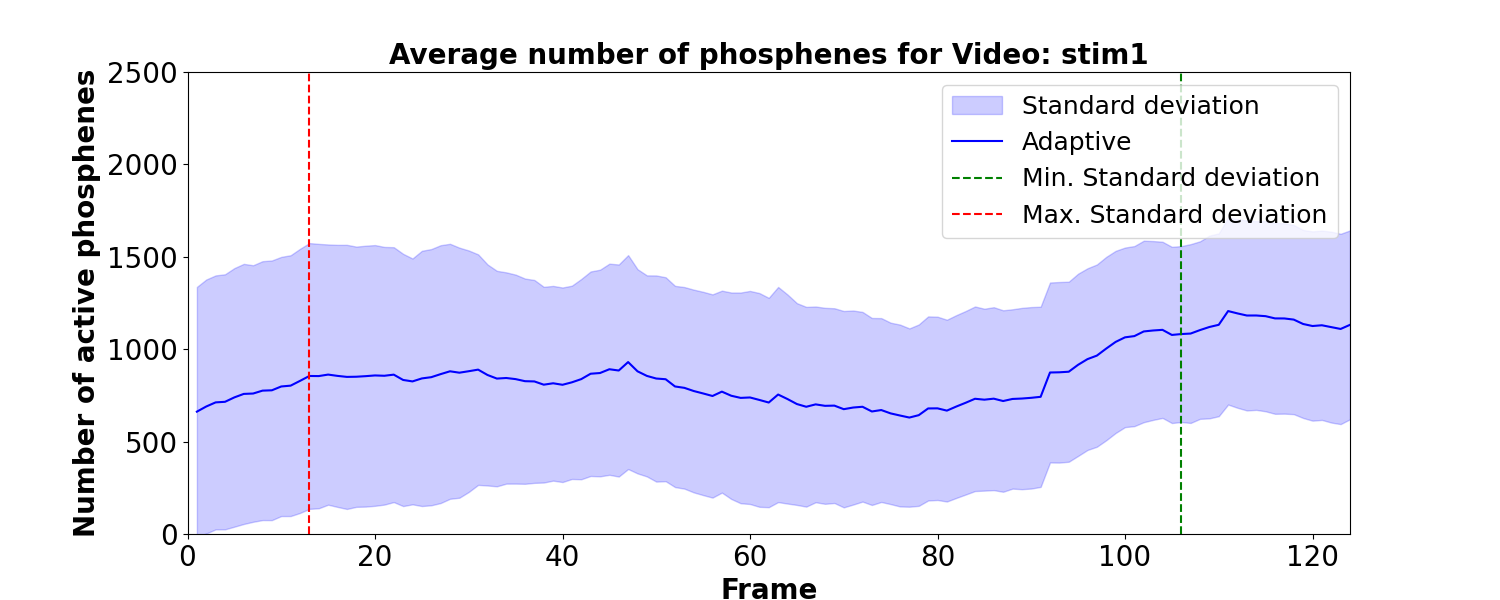 Average number of phosphenes for Video: stim1
Number of active phosphenes
2500
2000
1500
1000
500
0
Standard deviation
Adaptive
Min. Standard deviation
Max. Standard deviation
0 20 40 60 80 100 120
Frame